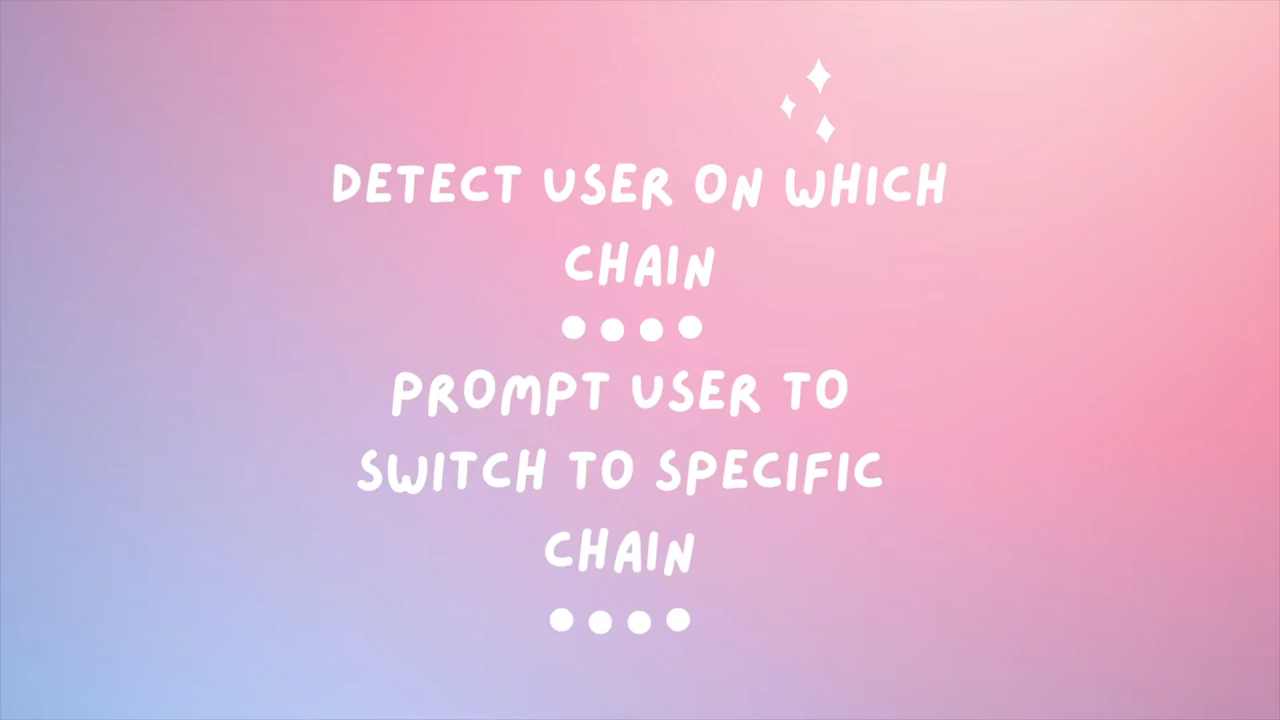 DETECT USER ON WHICH
CHAIN
PROMPT USER TO
SWITCH TO SPECIFIC
CHAIN